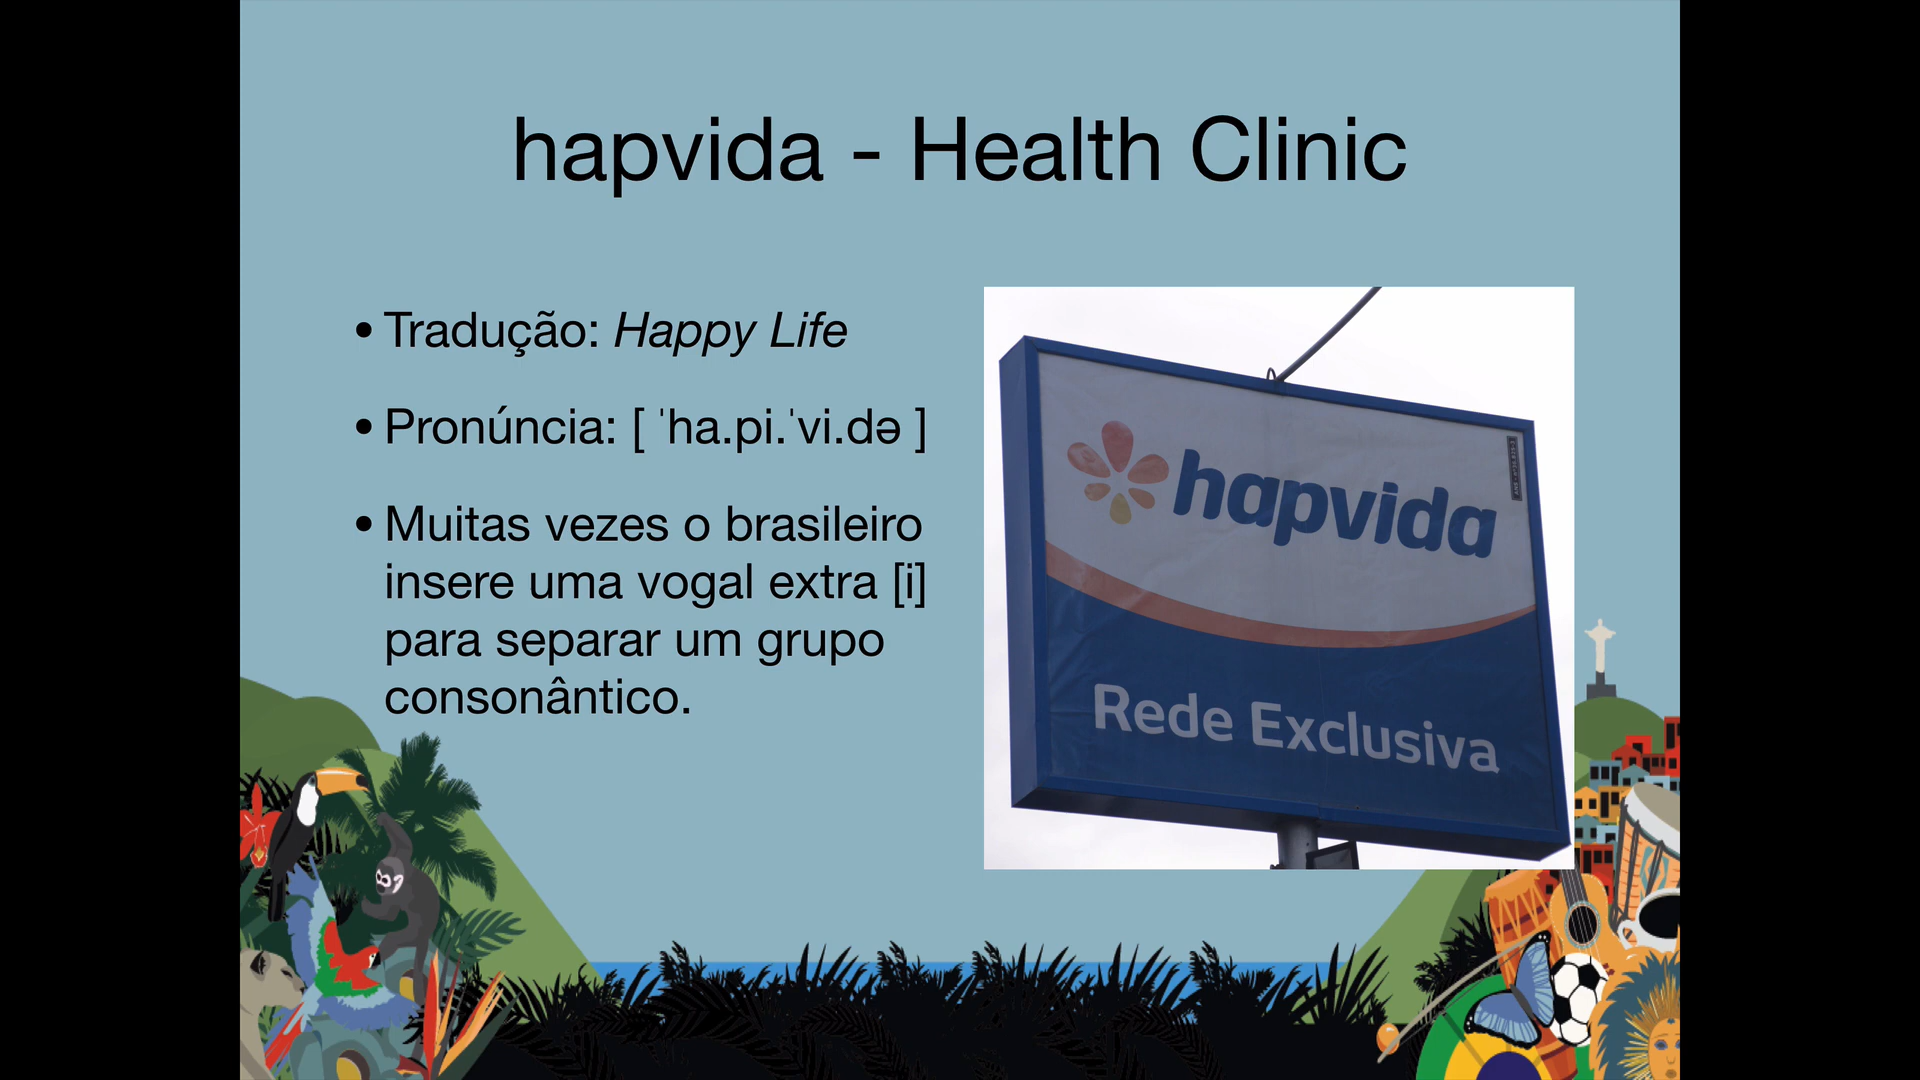 hapvida - Health Clinic
• Tradução: Happy Life
• Pronúncia: [ ˈha.pi.ˈvi.də ]
• Muitas vezes o brasileiro
insere uma vogal extra [i]
para separar um grupo
consonântico.
hapvida
Rede Exclusiva